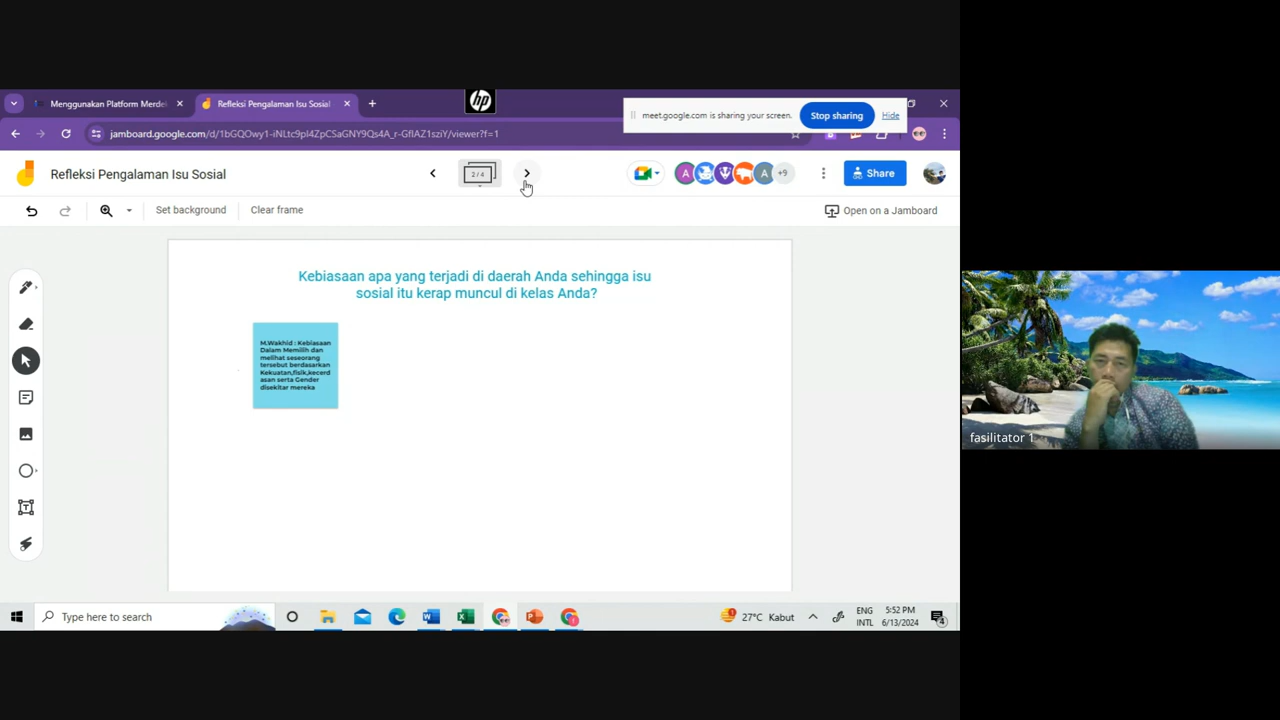 Menggunakan Platform Merde
Refleksi Pengalaman Isu Sosial
hp
meet.google.com is sharing your screen.
Stop sharing
Hide
jamboard.google.com/d/1bGQOwy1-iNLtc9pl4ZpCSaGNY9Qs4A_r-GflAZ1sziY/viewer?f=1
Refleksi Pengalaman Isu Sosial
2 / 4
A
A
+9
Share
Set background
Clear frame
Open on a Jamboard
Kebiasaan apa yang terjadi di daerah Anda sehingga isu
sosial itu kerap muncul di kelas Anda?
M.Wakhid : Kebiasaan
Dalam Memilih dan
melihat seseorang
tersebut berdasarkan
Kekuatan,fisik,kecerd
asan serta Gender
disekitar mereka
fasilitator 1
Type here to search
27°C Kabut
ENG
INTL
5:52 PM
6/13/2024
4